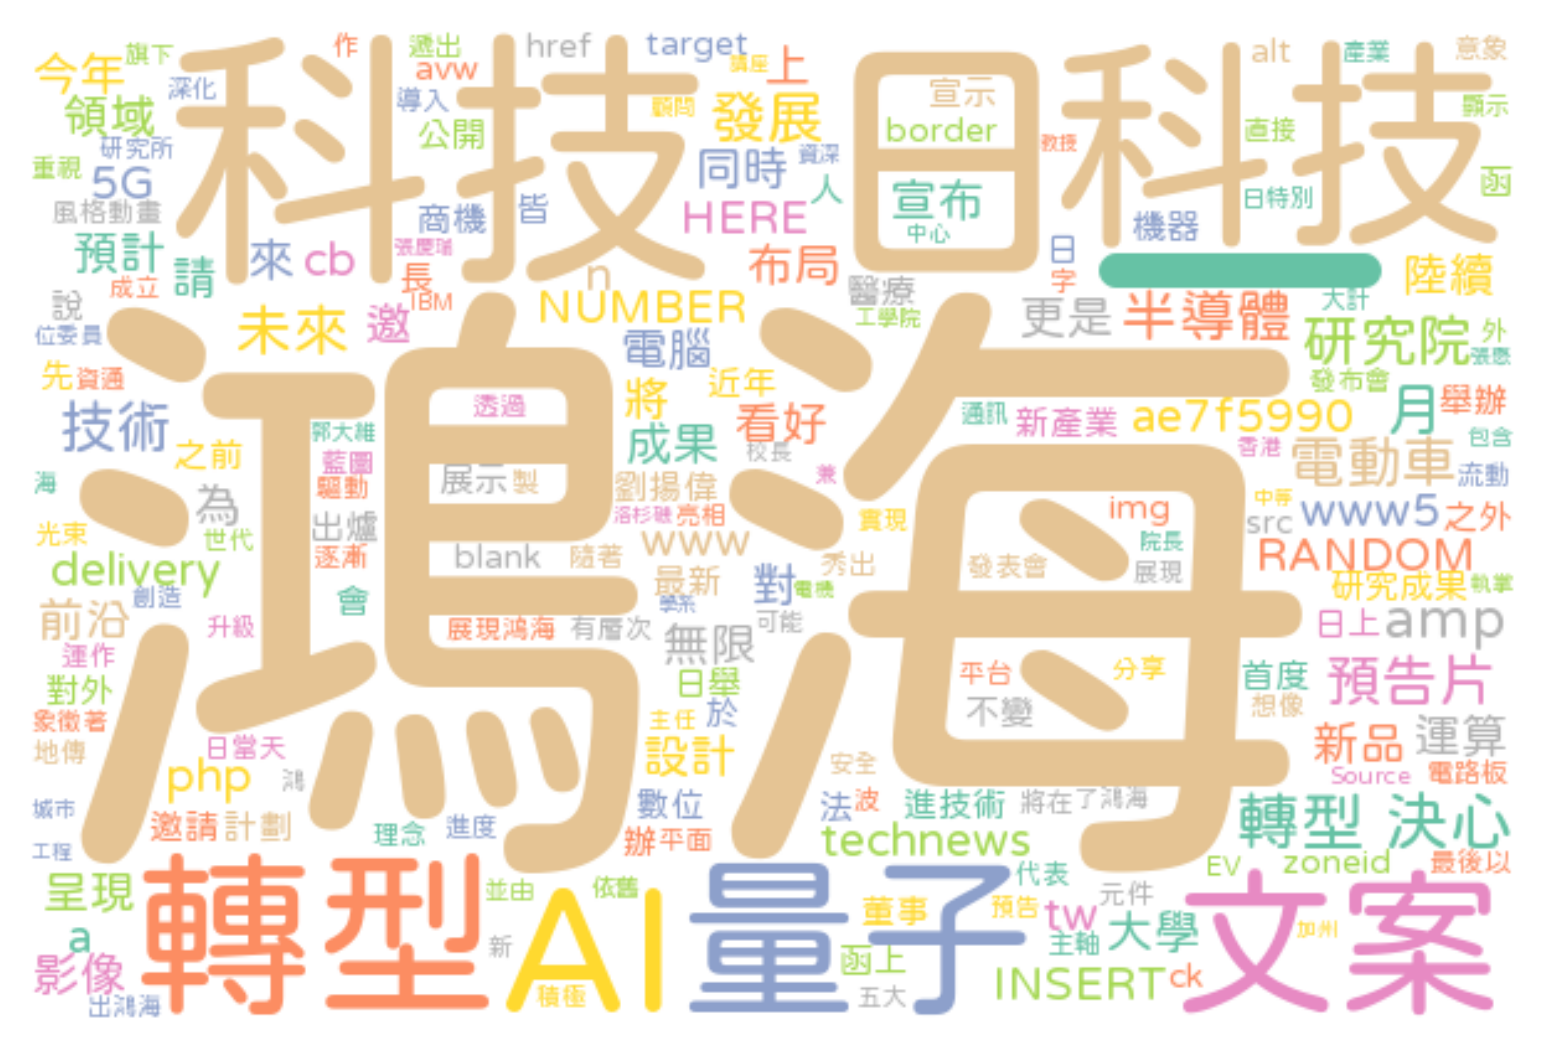 今年
旗下
科技
作
遞出
href
target
講座
上
日
宣示
科技
alt
產業
意象
深化
avw
導入
顧問
發展
領域
公開
border
教授
直接
顯示
研究所
重視
5G
同時
資深
人
宣布
日特別
函
風格動畫
商機
皆
HERE
中心
機器
預計
請
來
cb
張慶瑞
長
n
布局
日
字
陸續
說
成立
IBM
NUMBER
醫療
工學院
更是
半導體
大計
位委員
未來
邀
電腦
研究院
外
張懋
發布會
先
資通
鴻海
將
近年
技術
透過
看好
通訊
新產業
ae7f5990
月
舉辦
郭大維
成果
校長
香港
包含
之前
藍圖
展示
製
劉揚偉
兼
電動車
流動
海
驅動
為
出爐
洛杉磯
亮相
實現
img
中等
src
www5
之外
光束
世代
逐漸
blank
隨著
www
院長
RANDOM
delivery
秀出
發表會
展現
最新
創造
會
學系
對
電機
研究成果
執掌
前沿
升級
展現鴻海
有層次
無限
可能
日上
amp
運作
對外
日舉
平台
分享
首度
預告片
象徵著
主任
於
不變
想像
地傳
日當天
設計
安全
新品
運算
php
鴻
Source
電路板
城市
邀請
計劃
理念
進度
數位
法
波
進技術
將在
了鴻海
轉型
決心
工程
辦
平面
technews
EV
zoneid
最後以
呈現
轉型
並由
AI
依舊
量子
董事
預告
代表
元件
文案
a
tw
主軸
大學
加州
影像
新
函上
INSERT
ck
出鴻海
積極
五大